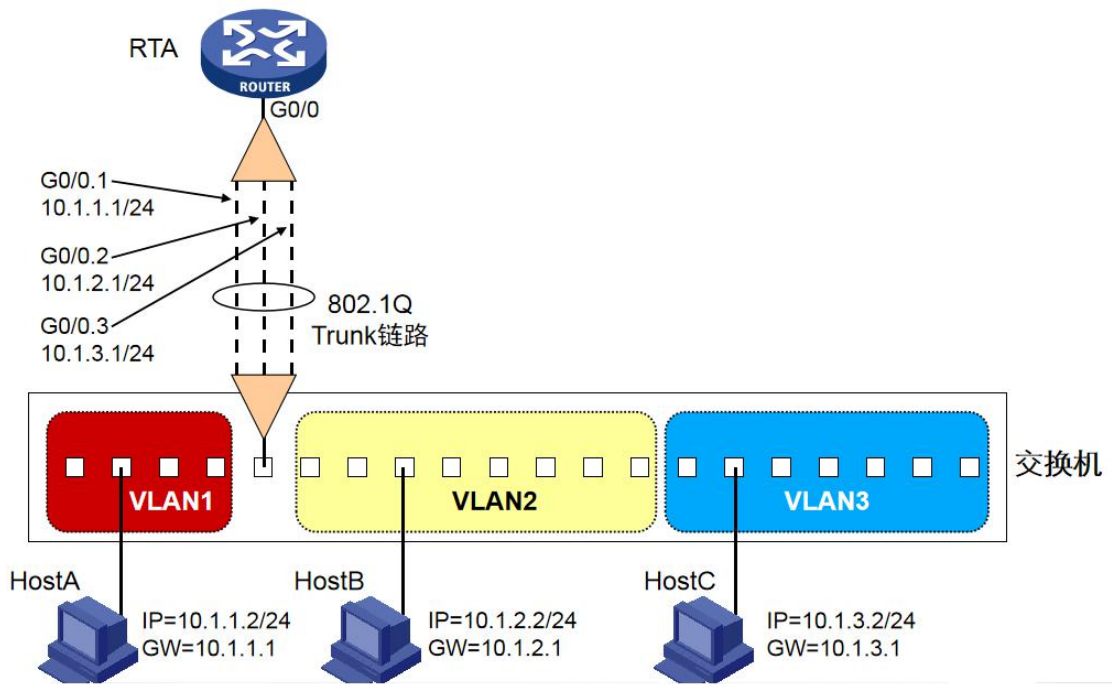 RTA
ROUTER
G0/0
G0/0.1
10.1.1.1/24
G0/0.2
10.1.2.1/24
G0/0.3
10.1.3.1/24
802.1Q
Trunk链路
VLAN1
VLAN2
VLAN3
交换机
HostA
IP=10.1.1.2/24
GW=10.1.1.1
HostB
IP=10.1.2.2/24
GW=10.1.2.1
HostC
IP=10.1.3.2/24
GW=10.1.3.1